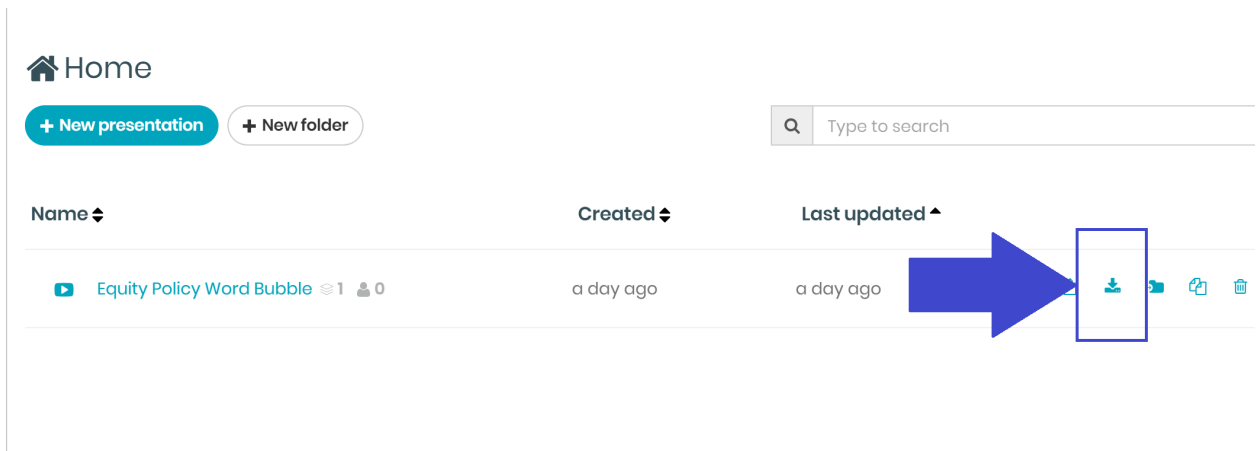 Home
+ New presentation + New folder
Type to search
Name Created Last updated
Equity Policy Word Bubble 1 0 a day ago a day ago